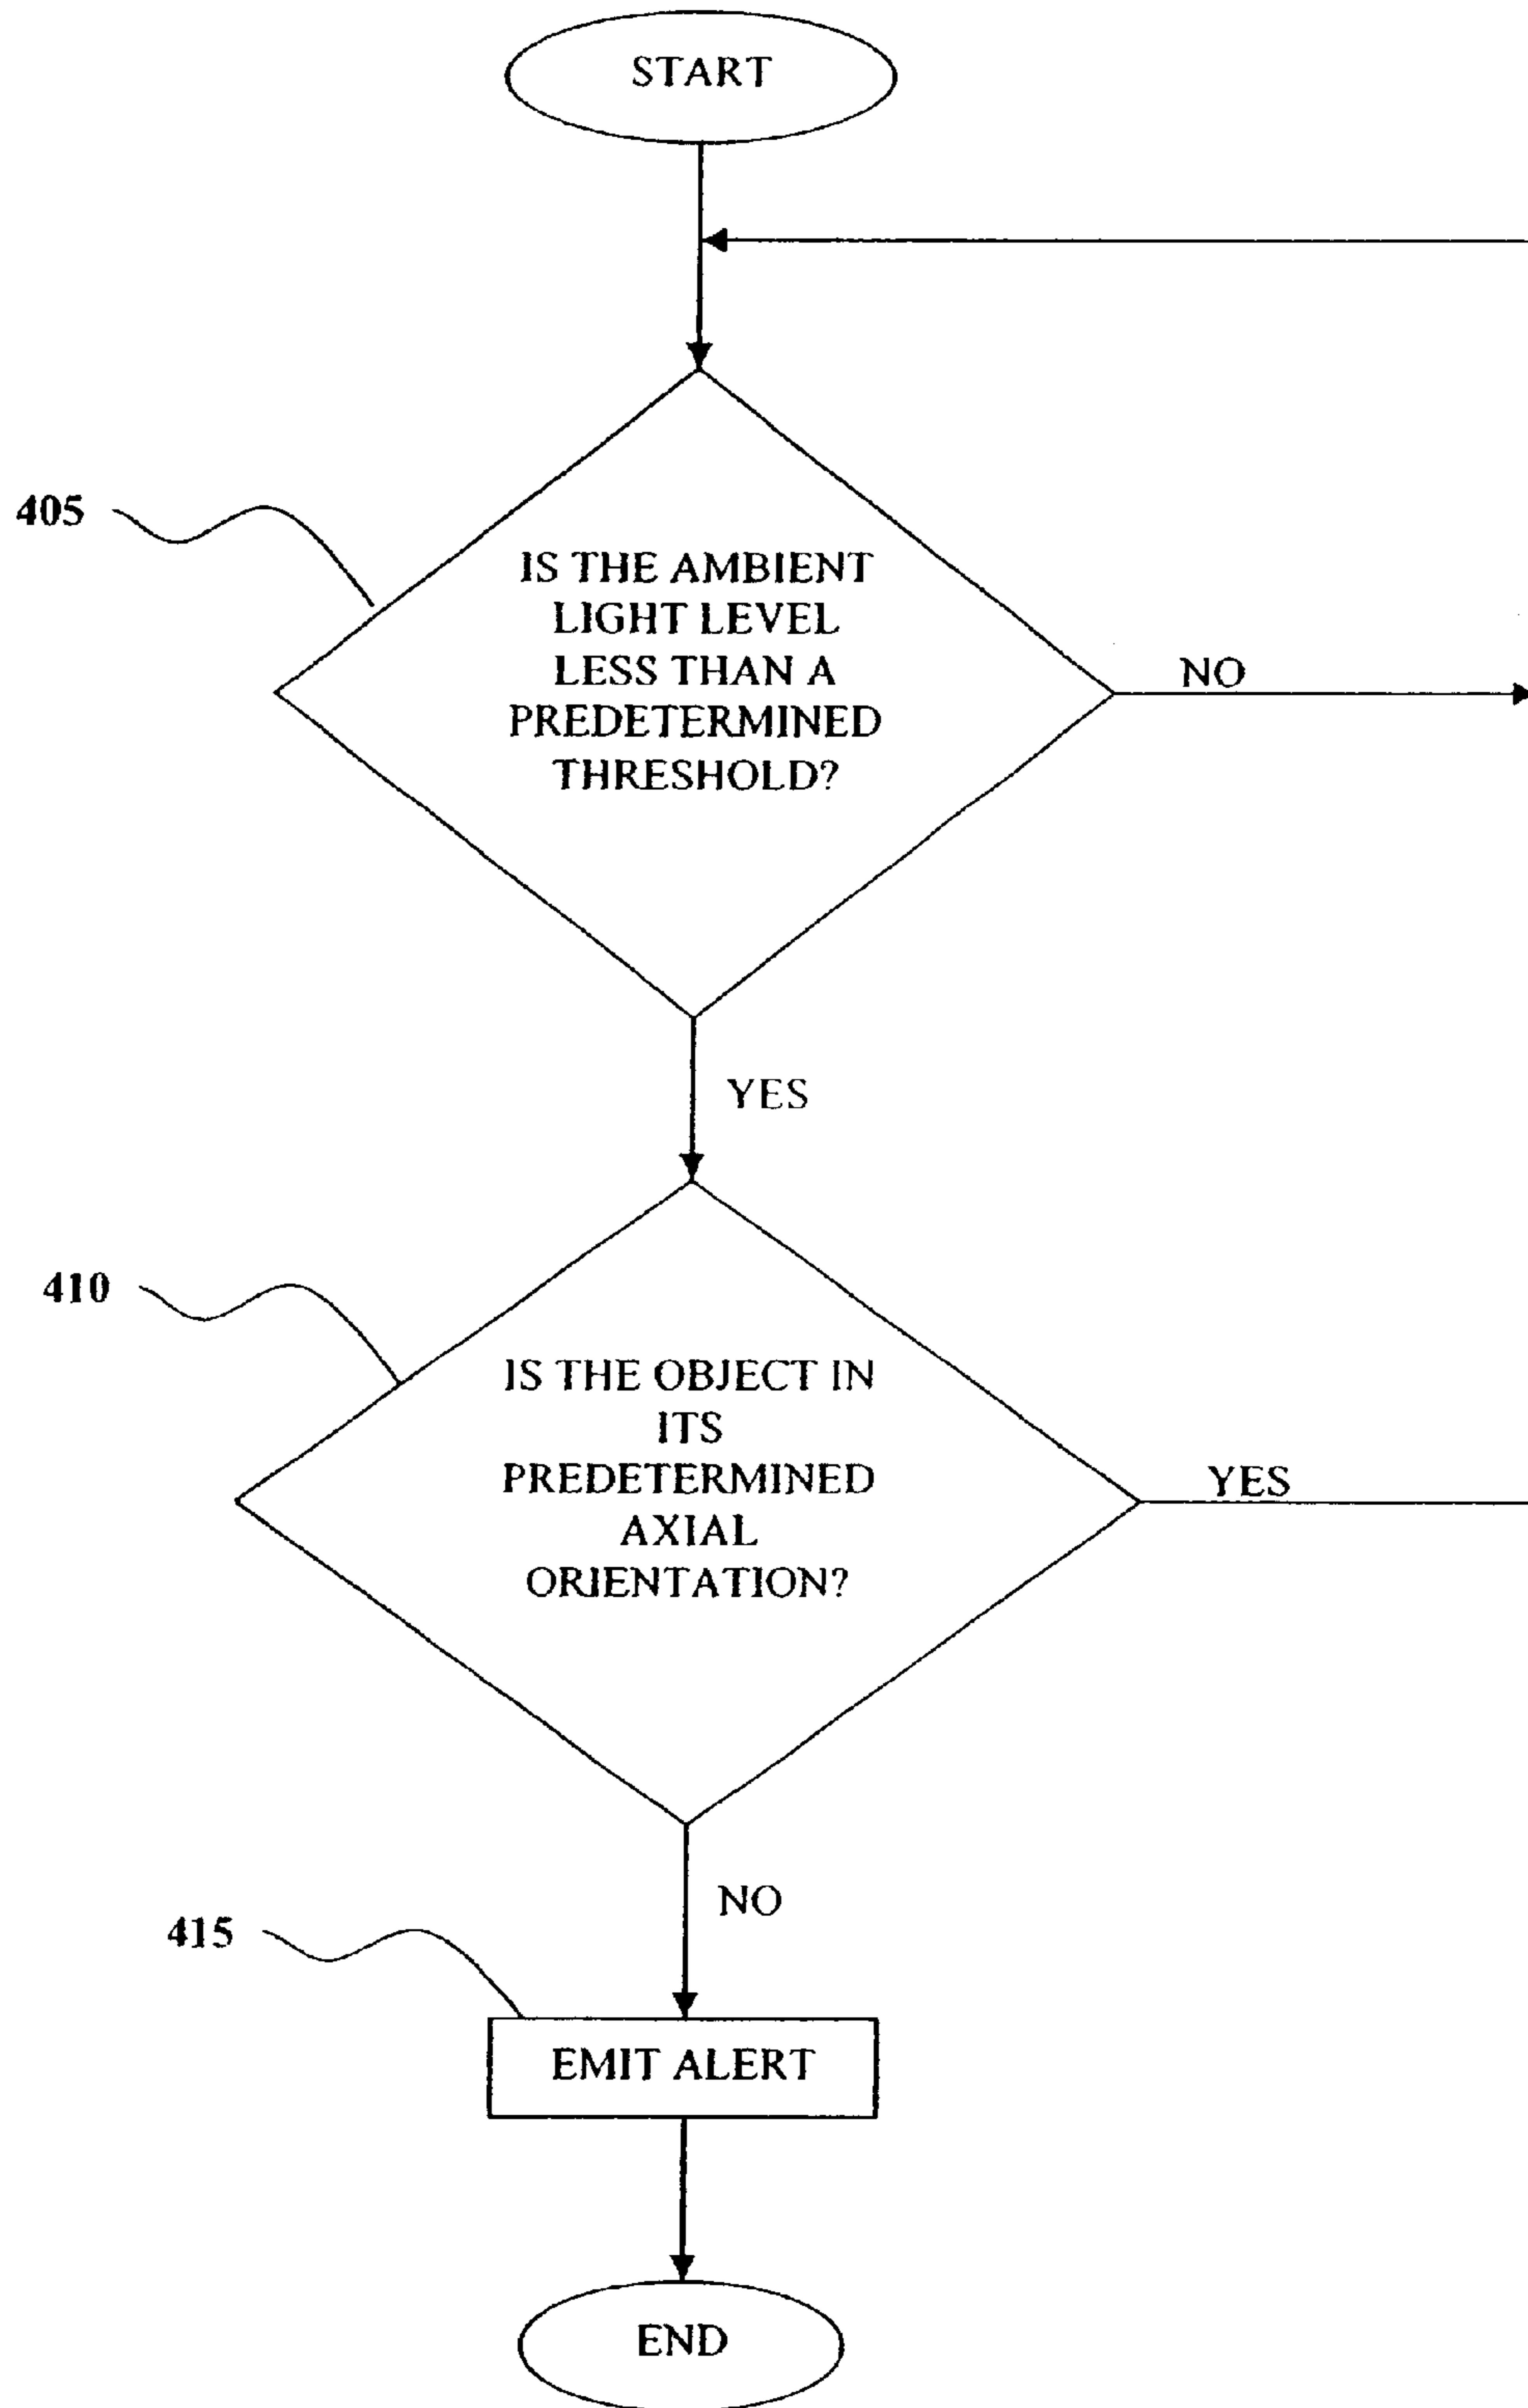 START
405
IS THE AMBIENT
LIGHT LEVEL
LESS THAN A
PREDETERMINED
THRESHOLD?
NO
YES
410
IS THE OBJECT IN
ITS
PREDETERMINED
AXIAL
ORIENTATION?
YES
NO
415
EMIT ALERT
END